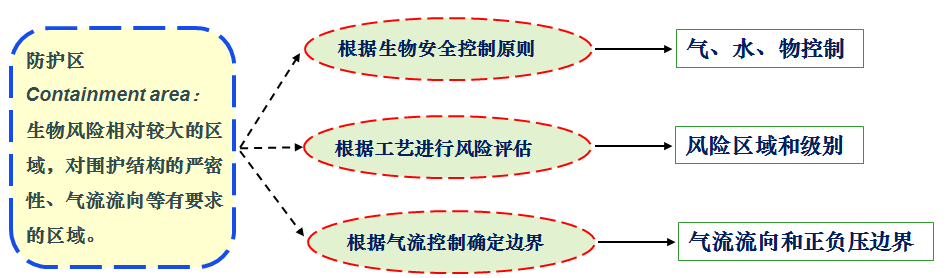 防护区
Containment area：
生物风险相对较大的区
域，对围护结构的严密
性、气流流向等有要求
的区域。
根据生物安全控制原则
气、水、物控制
根据工艺进行风险评估
风险区域和级别
根据气流控制确定边界
气流流向和正负压边界